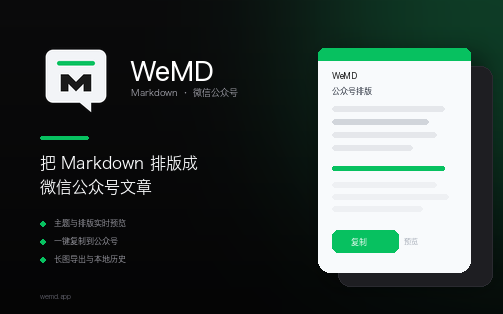 WeMD
Markdown · 微信公众号
把 Markdown 排版成
微信公众号文章
主题与排版实时预览
一键复制到公众号
长图导出与本地历史
wemd.app
WeMD
公众号排版
复制
预览